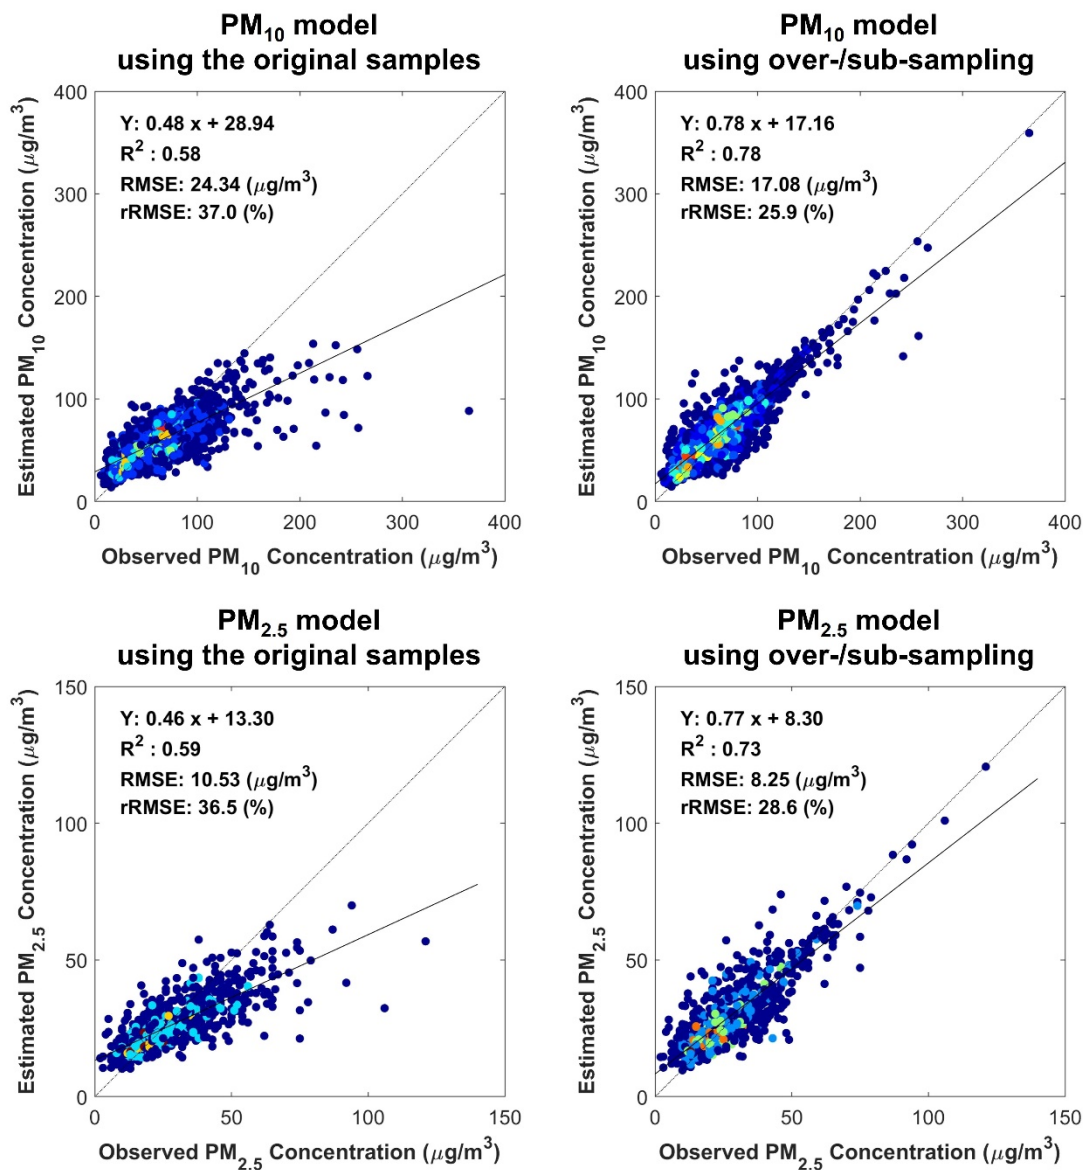 PM₁₀ model
using the original samples
Estimated PM₁₀ Concentration (μg/m³)
400
300
200
100
0
Y: 0.48 x + 28.94
R² : 0.58
RMSE: 24.34 (μg/m³)
rRMSE: 37.0 (%)
0 100 200 300 400
Observed PM₁₀ Concentration (μg/m³)
PM₁₀ model
using over-/sub-sampling
Estimated PM₁₀ Concentration (μg/m³)
400
300
200
100
0
Y: 0.78 x + 17.16
R² : 0.78
RMSE: 17.08 (μg/m³)
rRMSE: 25.9 (%)
0 100 200 300 400
Observed PM₁₀ Concentration (μg/m³)
PM₂.₅ model
using the original samples
Estimated PM₂.₅ Concentration (μg/m³)
150
100
50
0
Y: 0.46 x + 13.30
R² : 0.59
RMSE: 10.53 (μg/m³)
rRMSE: 36.5 (%)
0 50 100 150
Observed PM₂.₅ Concentration (μg/m³)
PM₂.₅ model
using over-/sub-sampling
Estimated PM₂.₅ Concentration (μg/m³)
150
100
50
0
Y: 0.77 x + 8.30
R² : 0.73
RMSE: 8.25 (μg/m³)
rRMSE: 28.6 (%)
0 50 100 150
Observed PM₂.₅ Concentration (μg/m³)